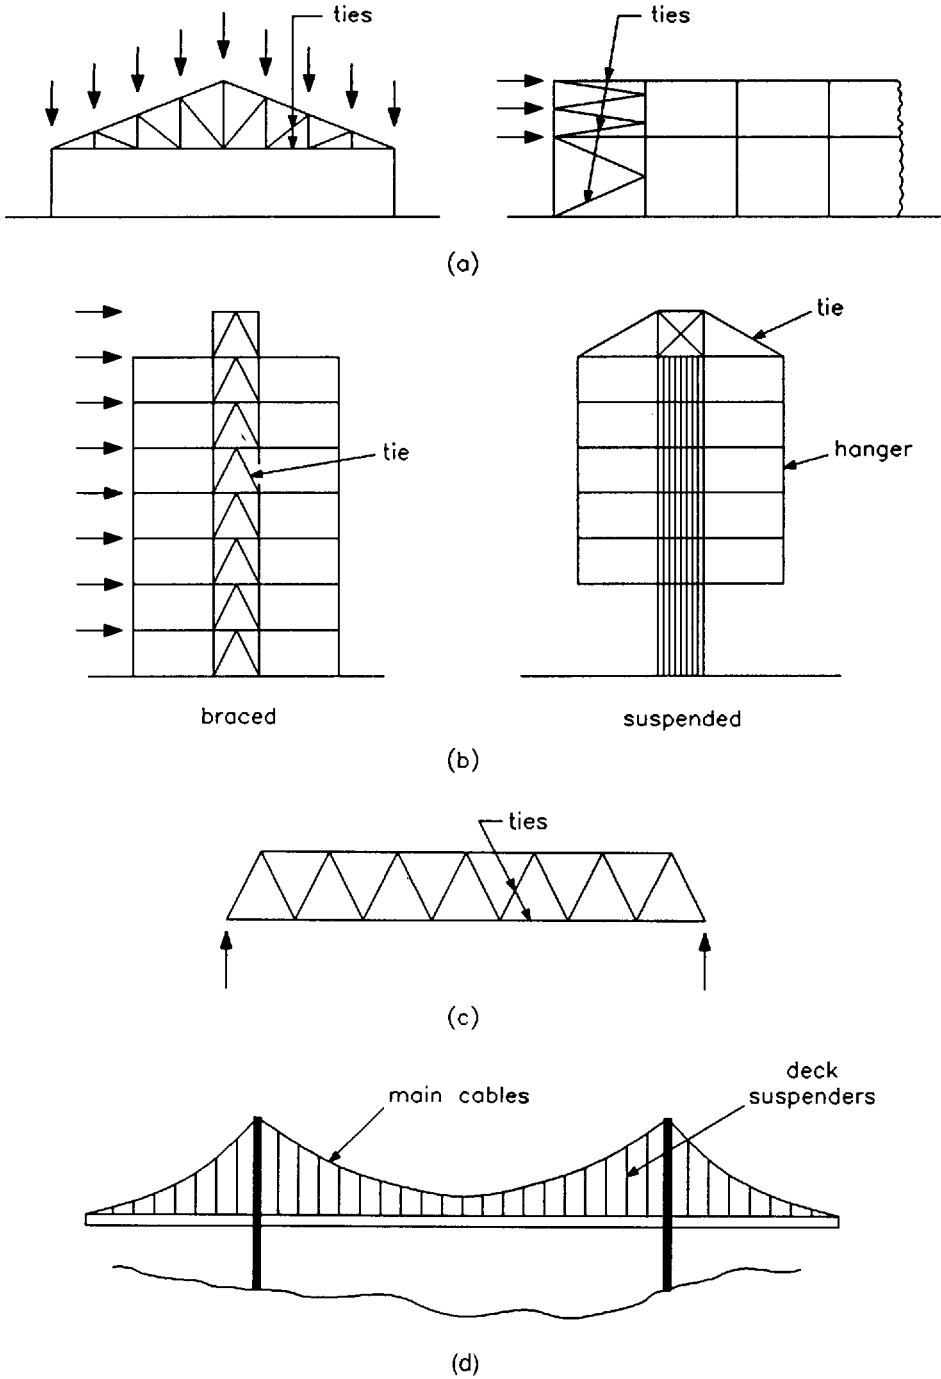 ties
ties
(a)
tie
tie
hanger
braced
suspended
(b)
ties
(c)
main cables
deck
suspenders
(d)